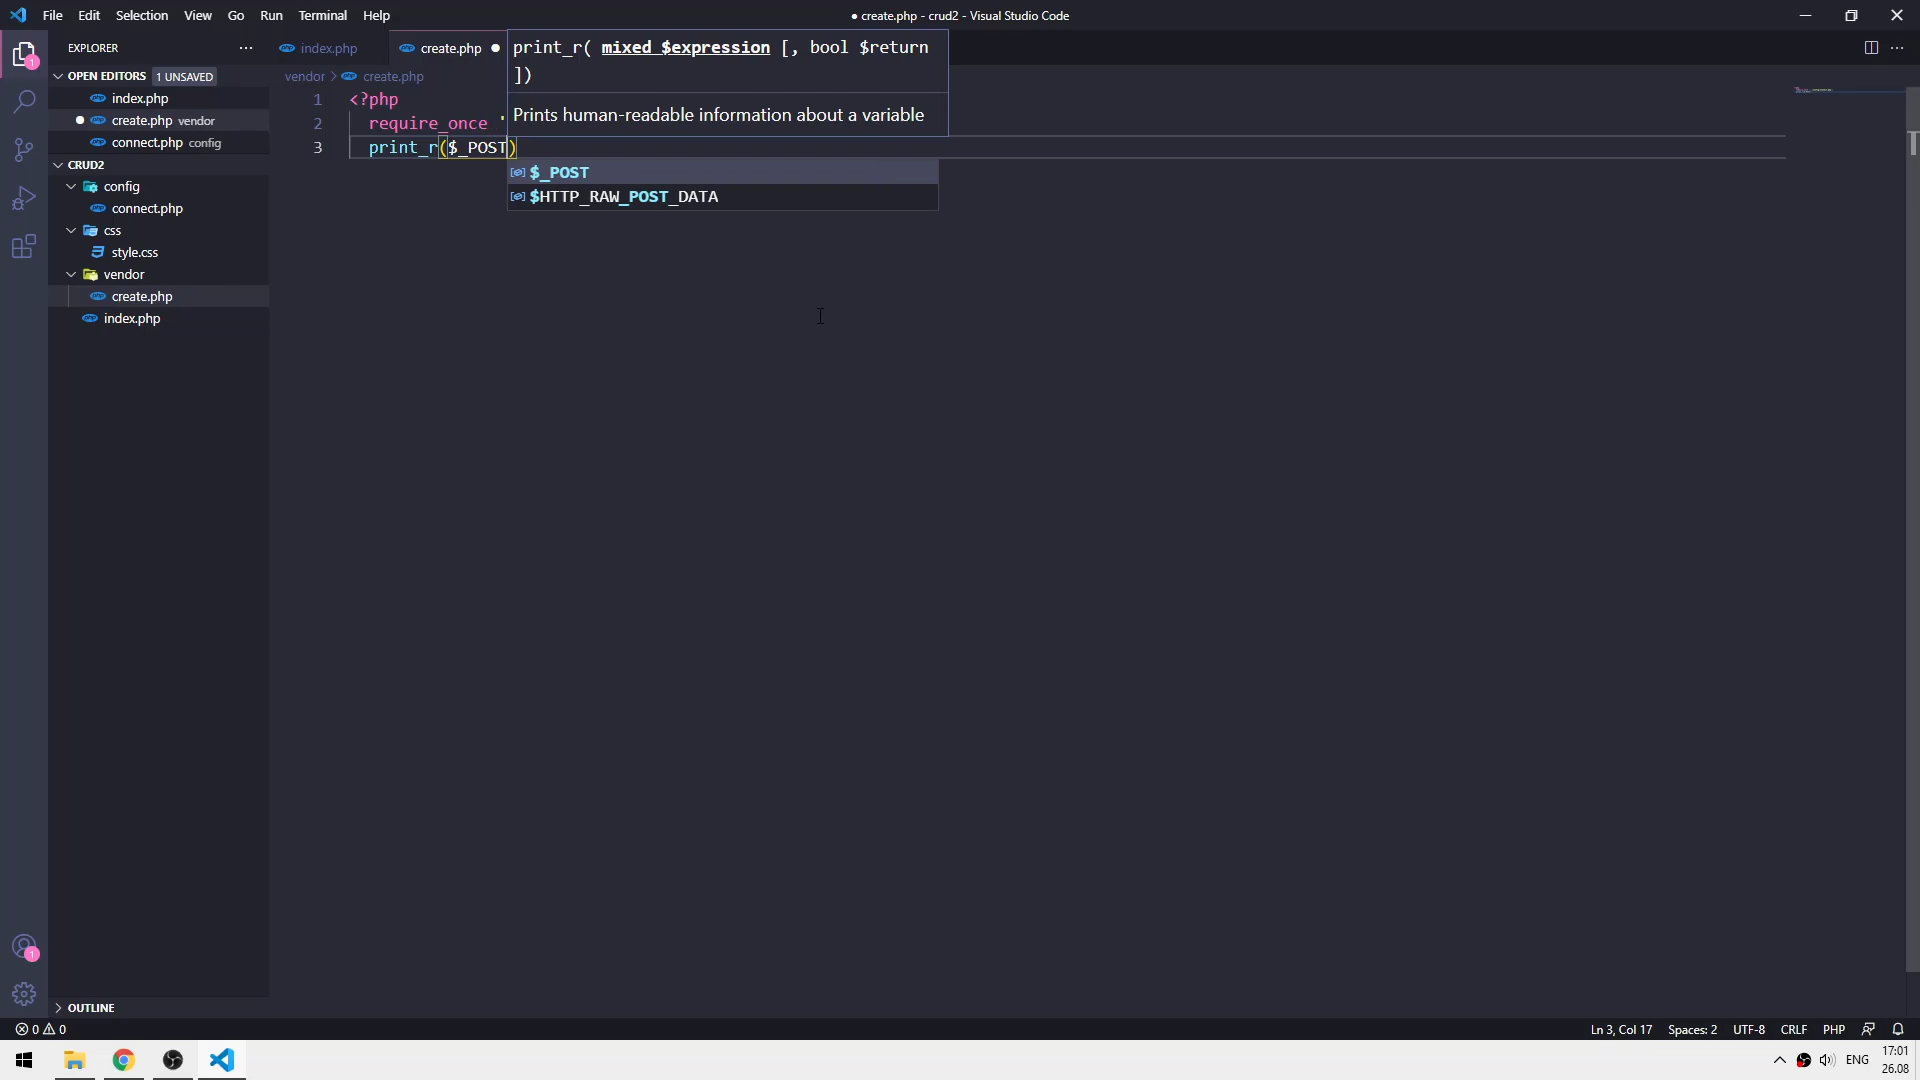 File Edit Selection View Go Run Terminal Help
● create.php - crud2 - Visual Studio Code
EXPLORER
OPEN EDITORS 1 UNSAVED
index.php
create.php vendor
connect.php config
CRUD2
config
connect.php
css
style.css
vendor
create.php
index.php
OUTLINE
index.php
create.php ●
vendor > create.php
print_r( mixed $expression [, bool $return
])
Prints human-readable information about a variable
1 <?php
2 require_once '
3 print_r($_POST)
$_POST
$HTTP_RAW_POST_DATA
1
1
0 0
Ln 3, Col 17 Spaces: 2 UTF-8 CRLF PHP
ENG
17:01
26.08